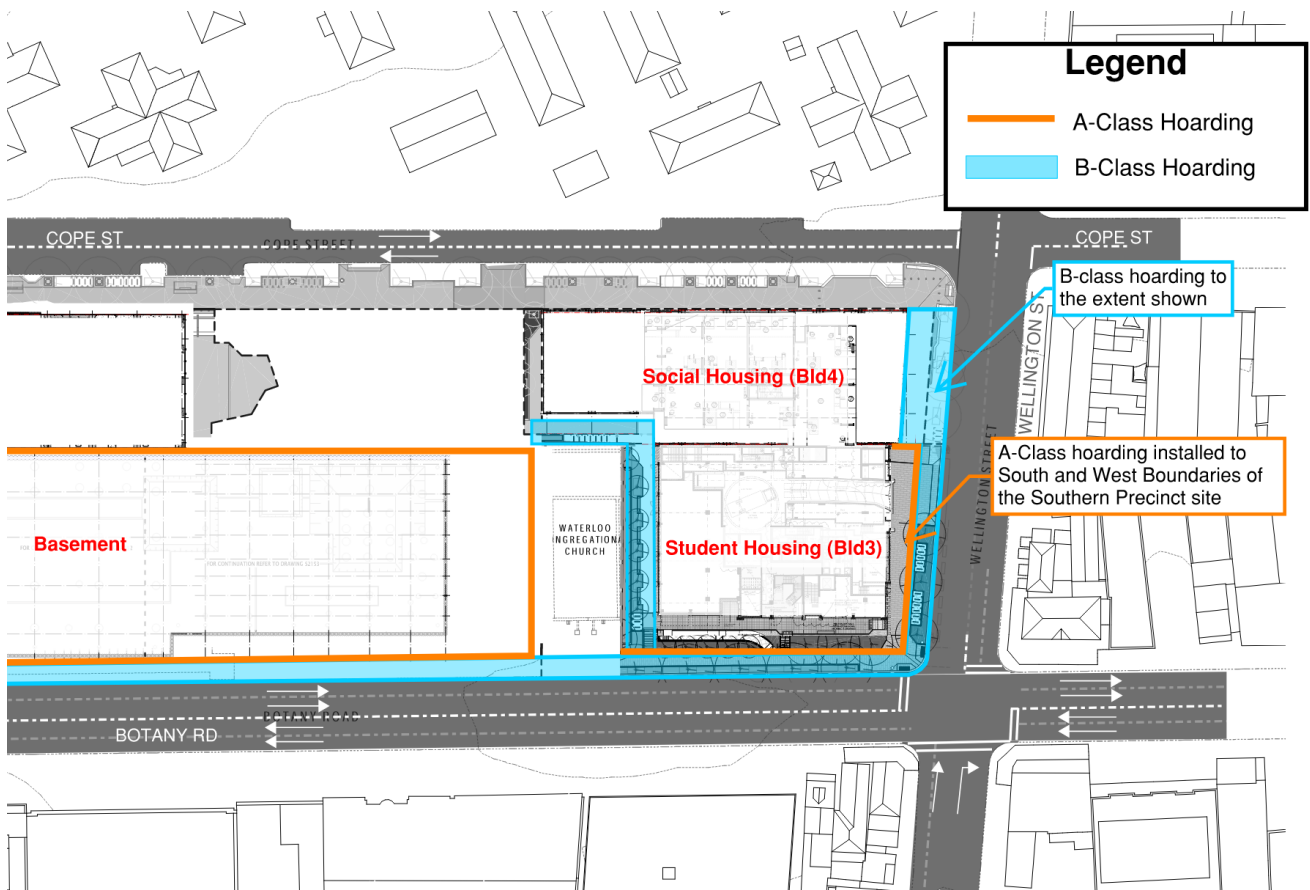 Legend
A-Class Hoarding
B-Class Hoarding
COPE ST
COPE STREET
COPE ST
B-class hoarding to
the extent shown
WELLINGTON ST
Social Housing (Bld4)
A-Class hoarding installed to
South and West Boundaries of
the Southern Precinct site
WELLINGTON STREET
Basement
WATERLOO
NGREGATIONA
CHURCH
Student Housing (Bld3)
BOTANY ROAD
BOTANY RD